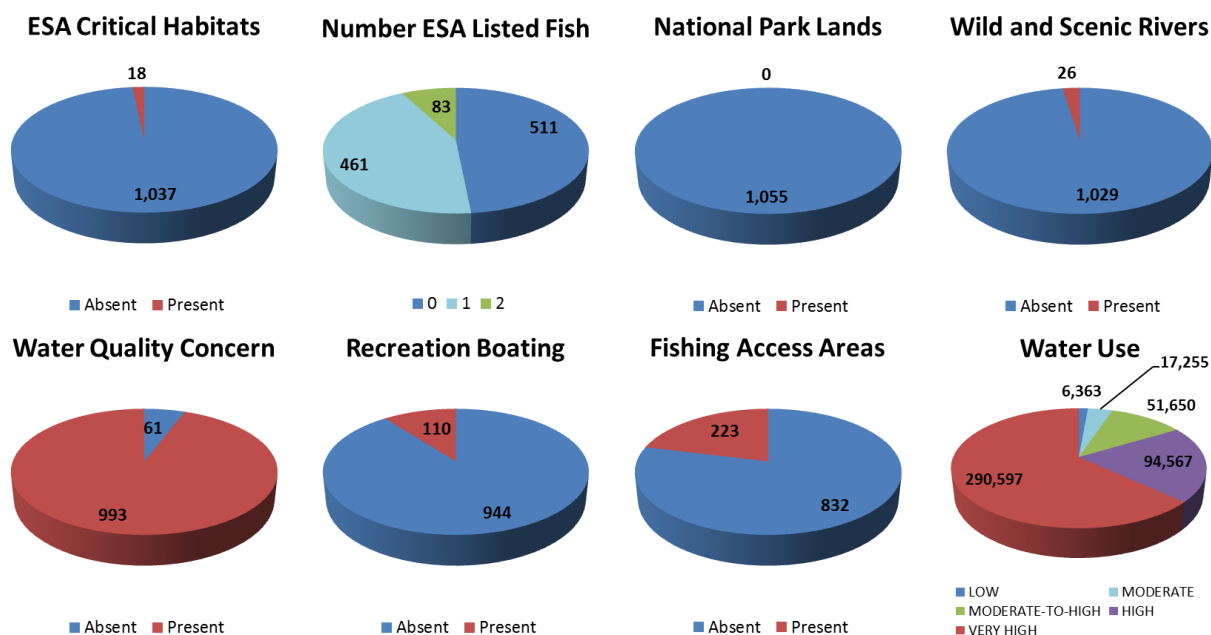 ESA Critical Habitats
18
1,037
Absent Present
Number ESA Listed Fish
83
511
461
0 1 2
National Park Lands
0
1,055
Absent Present
Wild and Scenic Rivers
26
1,029
Absent Present
Water Quality Concern
61
993
Absent Present
Recreation Boating
110
944
Absent Present
Fishing Access Areas
223
832
Absent Present
Water Use
17,255
6,363
51,650
94,567
290,597
LOW MODERATE
MODERATE-TO-HIGH HIGH
VERY HIGH